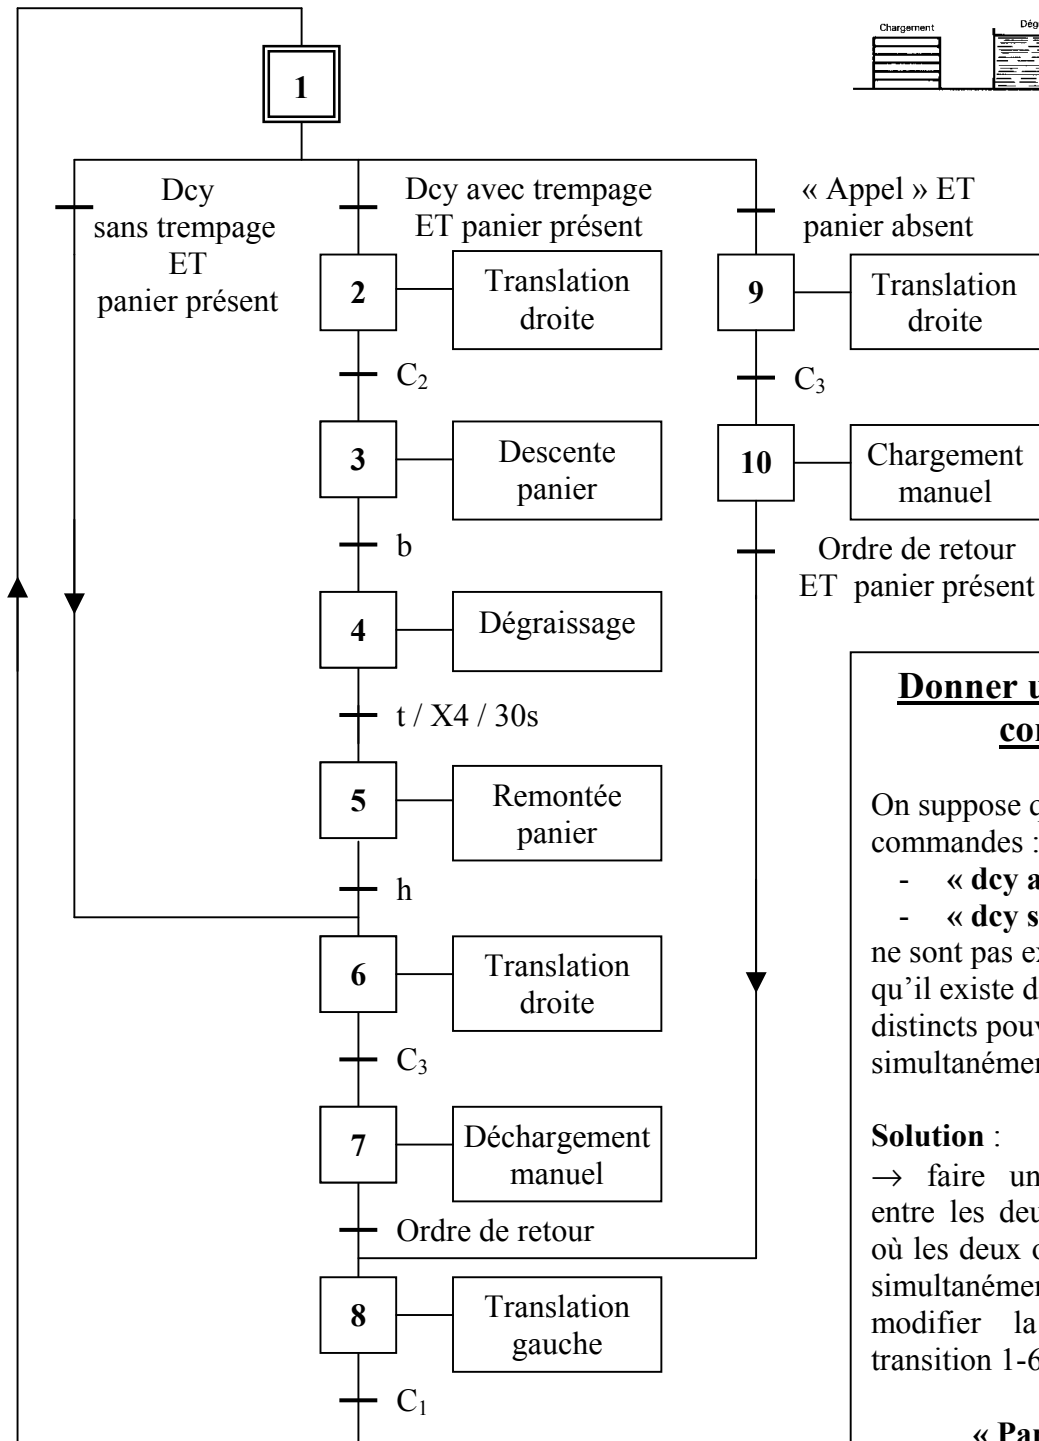 Chargement
Dég
1
Dcy
sans trempage
ET
panier présent
Dcy avec trempage
ET panier présent
« Appel » ET
panier absent
2
Translation
droite
9
Translation
droite
C2
C3
3
Descente
panier
10
Chargement
manuel
b
Ordre de retour
ET panier présent
4
Dégraissage
t / X4 / 30s
5
Remontée
panier
h
6
Translation
droite
C3
7
Déchargement
manuel
Ordre de retour
8
Translation
gauche
C1
Donner u
con
On suppose q
commandes :
- « dcy a
- « dcy s
ne sont pas ex
qu’il existe d
distincts pouv
simultanémen
Solution :
→ faire un
entre les deu
où les deux o
simultanémen
modifier la
transition 1-6
« Pan